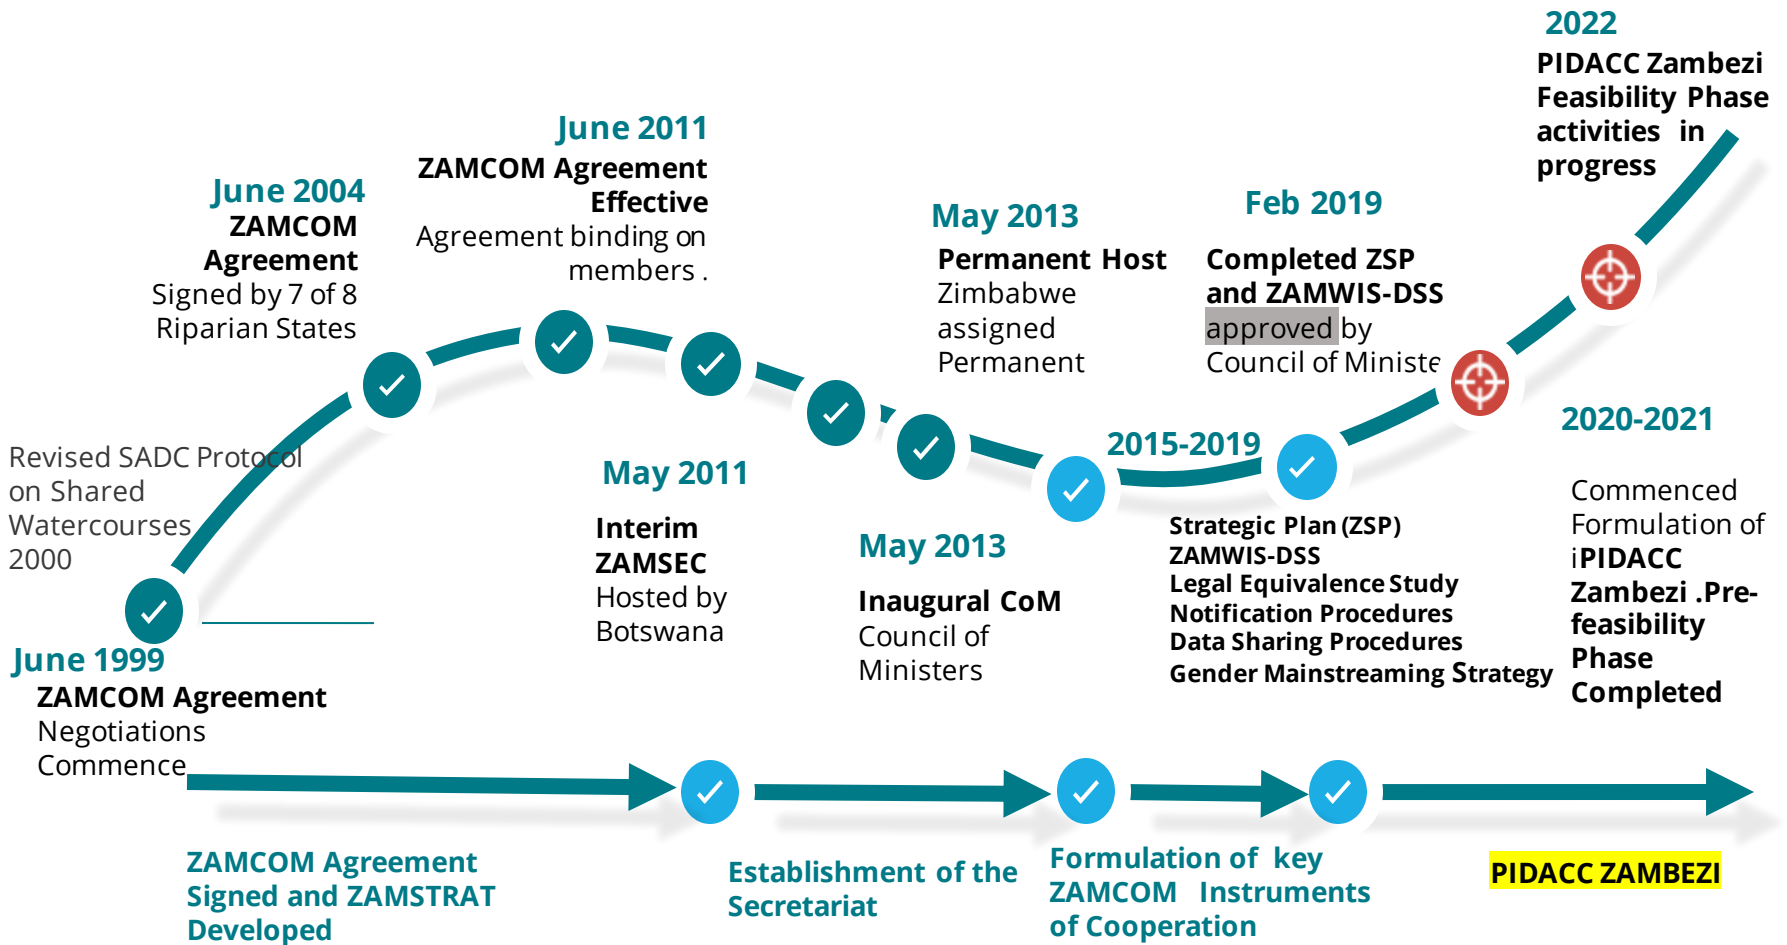 2022
PIDACC Zambezi
Feasibility Phase
activities in
progress
June 2011
ZAMCOM Agreement
Effective
Agreement binding on
members .
June 2004
ZAMCOM
Agreement
Signed by 7 of 8
Riparian States
May 2013
Permanent Host
Zimbabwe
assigned
Permanent
Feb 2019
Completed ZSP
and ZAMWIS-DSS
approved by
Council of Ministe
Revised SADC Protocol
on Shared
Watercourses
2000
June 1999
ZAMCOM Agreement
Negotiations
Commence
May 2011
Interim
ZAMSEC
Hosted by
Botswana
May 2013
Inaugural CoM
Council of
Ministers
2015-2019
Strategic Plan (ZSP)
ZAMWIS-DSS
Legal Equivalence Study
Notification Procedures
Data Sharing Procedures
Gender Mainstreaming Strategy
2020-2021
Commenced
Formulation of
iPIDACC
Zambezi .Pre-
feasibility
Phase
Completed
ZAMCOM Agreement
Signed and ZAMSTRAT
Developed
Establishment of the
Secretariat
Formulation of key
ZAMCOM Instruments
of Cooperation
PIDACC ZAMBEZI